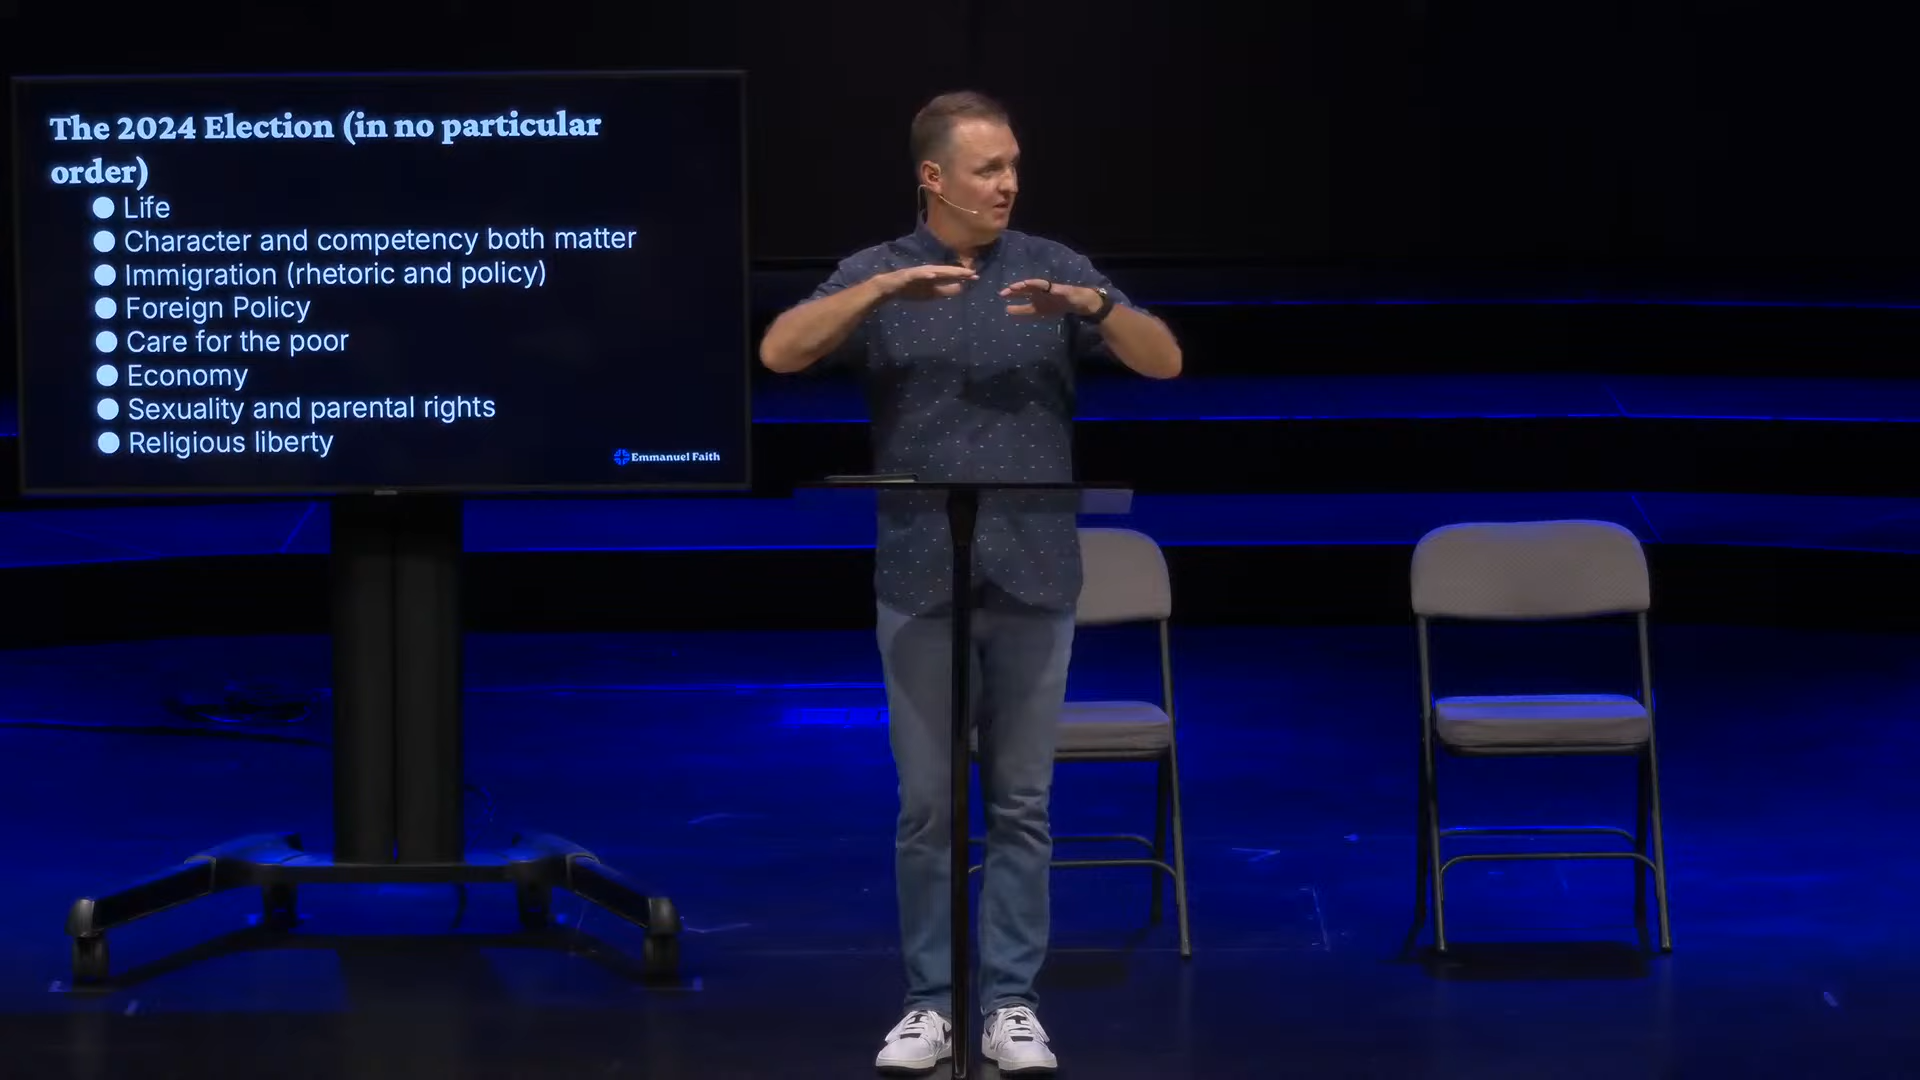 The 2024 Election (in no particular
order)
● Life
● Character and competency both matter
● Immigration (rhetoric and policy)
● Foreign Policy
● Care for the poor
● Economy
● Sexuality and parental rights
● Religious liberty
Emmanuel Faith